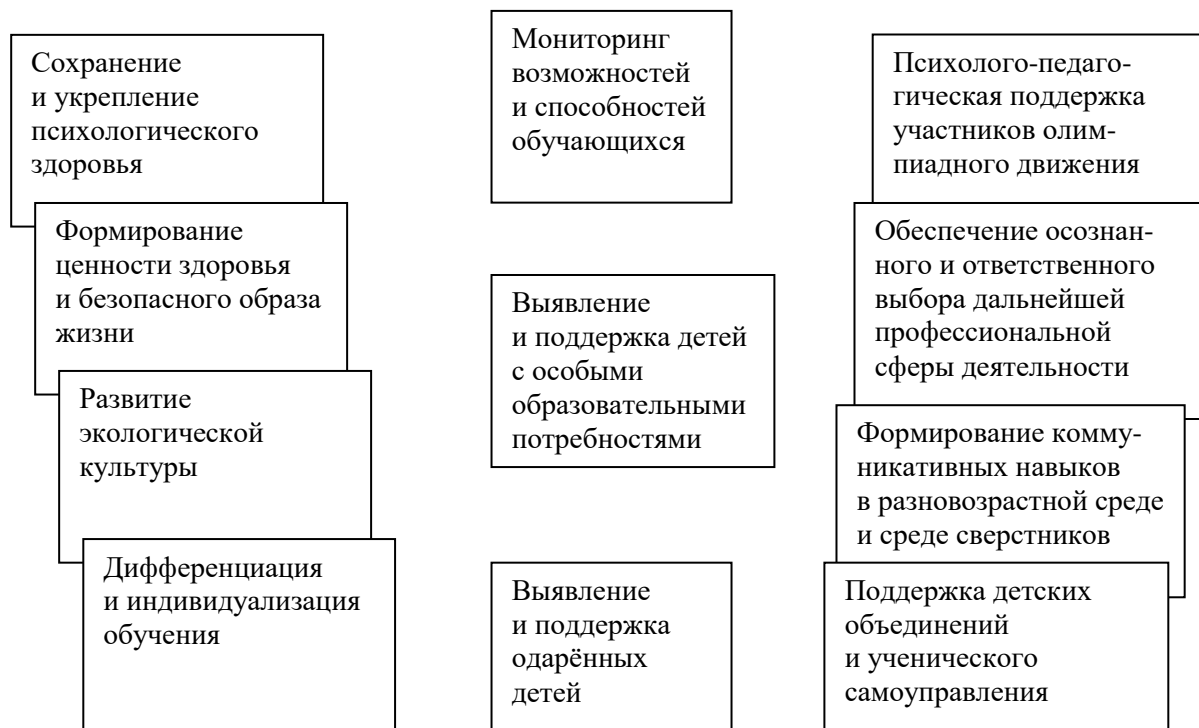 Сохранение
и укрепление
психологического
здоровья
Формирование
ценности здоровья
и безопасного образа
жизни
Развитие
экологической
культуры
Дифференциация
и индивидуализация
обучения
Мониторинг
возможностей
и способностей
обучающихся
Выявление
и поддержка детей
с особыми
образовательными
потребностями
Выявление
и поддержка
одарённых
детей
Психолого-педаго-
гическая поддержка
участников олим-
пиадного движения
Обеспечение осознан-
ного и ответственного
выбора дальнейшей
профессиональной
сферы деятельности
Формирование комму-
никативных навыков
в разновозрастной среде
и среде сверстников
Поддержка детских
объединений
и ученического
самоуправления